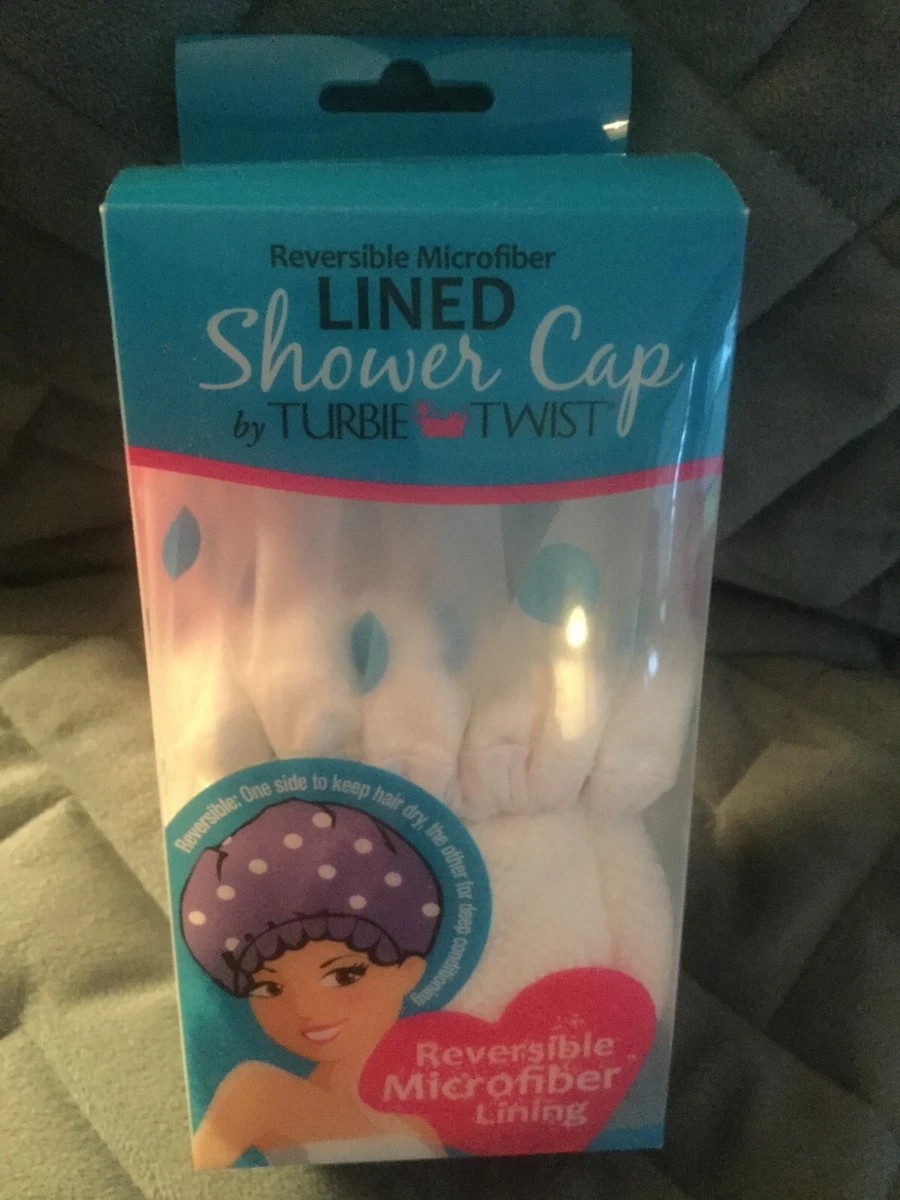 Reversible Microfiber
LINED
Shower Cap
by TURBIE TWIST
Reversible: One side to keep hair dry, the other for deep conditioning
Reversible
Microfiber
Lining